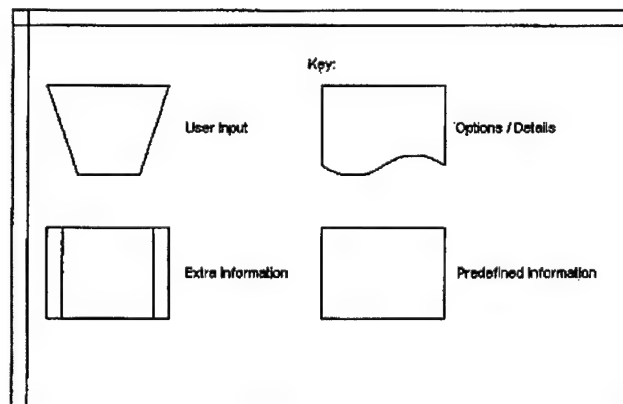 Key:
User Input
Options / Details
Extra Information
Predefined Information